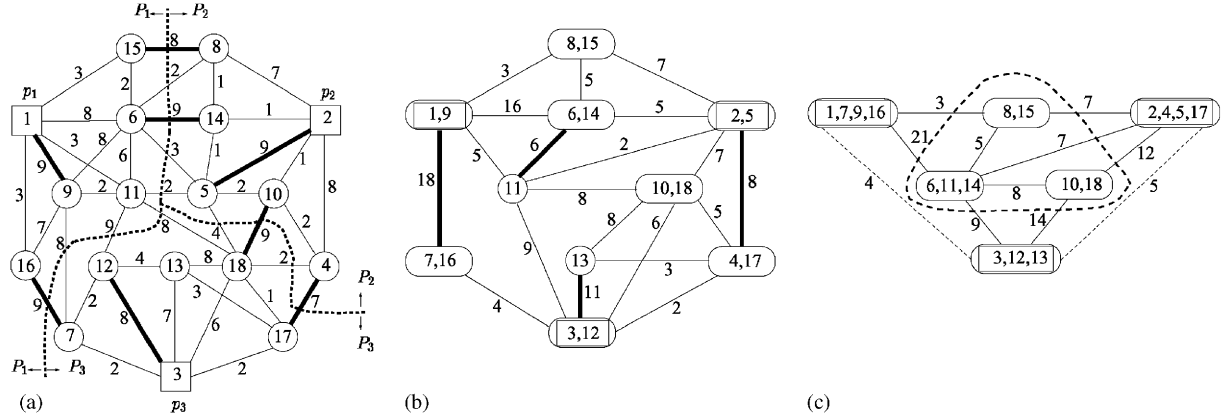 P₁ P₂
15 8 8
3 2 2 1 7
p₁ p₂
1 8 6 9 14 1 2
3 8 6 3 1 9 1
9 3 8
9 2 11 2 5 2 10
7 8 9 8 4 9 2
16 12 4 13 8 18 2 4
9 2 8 7 3 6 1 7
P₂
P₃
7 17
P₁ P₃ 2 3 2
p₃
(a)
8,15
3 5 7
1,9 16 6,14 5 2,5
5 6 2 7
18 11 8 10,18 8
9 8 6 5
7,16 13 3 4,17
4 11 2
3,12
(b)
1,7,9,16 3 8,15 7 2,4,5,17
21 5 7 12
4 6,11,14 8 10,18 5
9 14
3,12,13
(c)